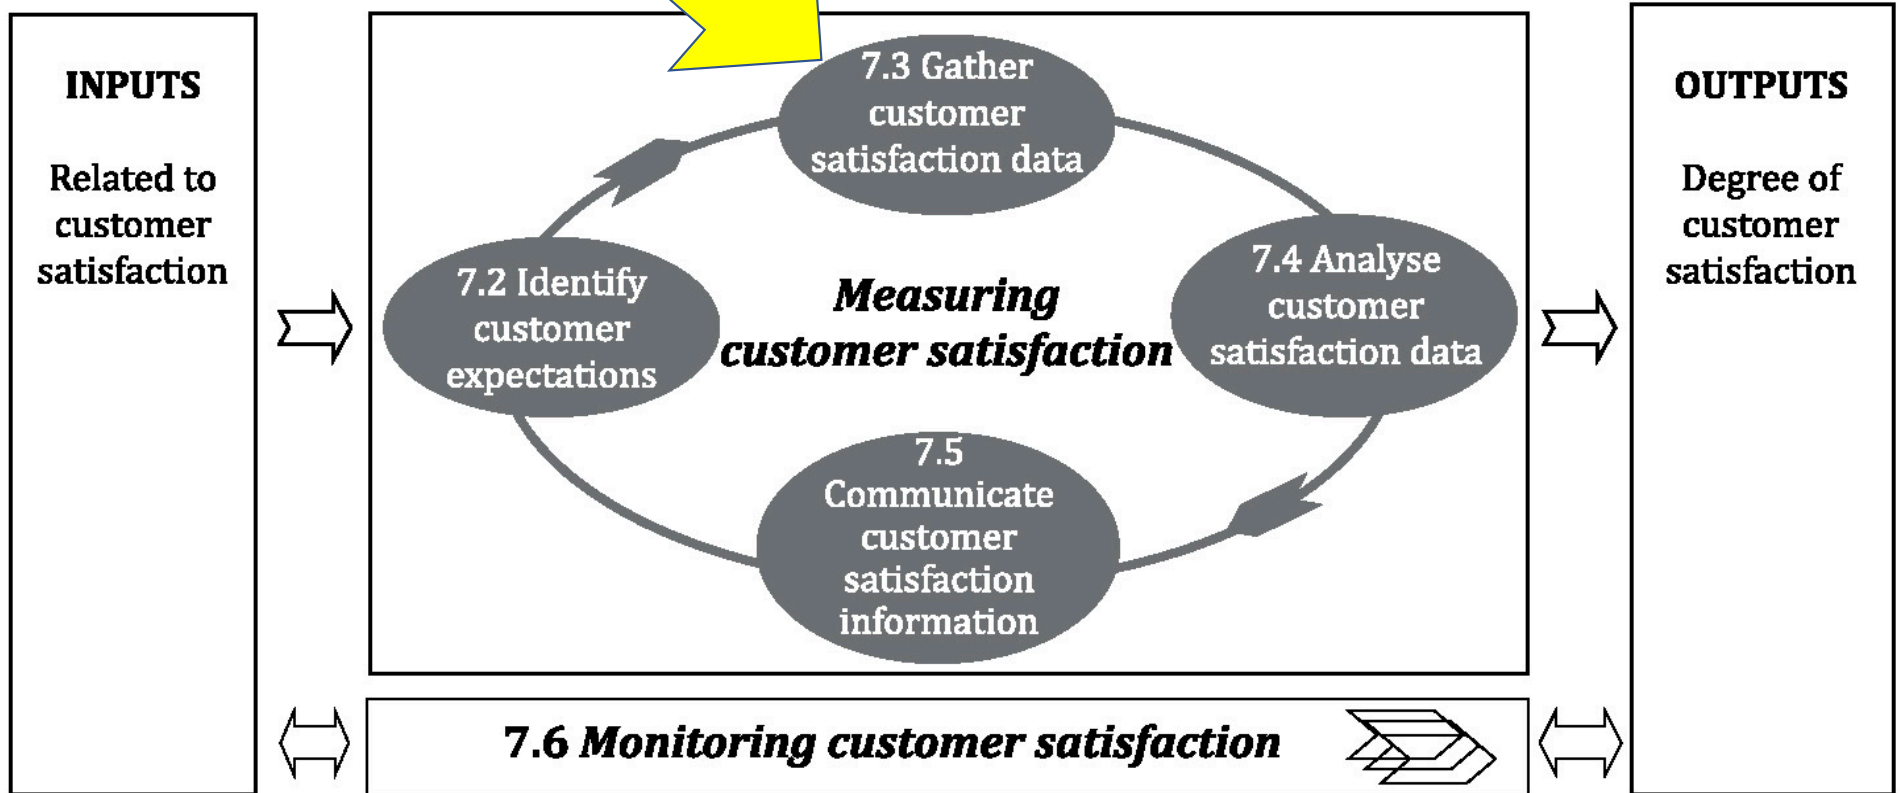 INPUTS
Related to
customer
satisfaction
7.3 Gather
customer
satisfaction data
7.2 Identify
customer
expectations
Measuring
customer satisfaction
7.4 Analyse
customer
satisfaction data
7.5
Communicate
customer
satisfaction
information
7.6 Monitoring customer satisfaction
OUTPUTS
Degree of
customer
satisfaction